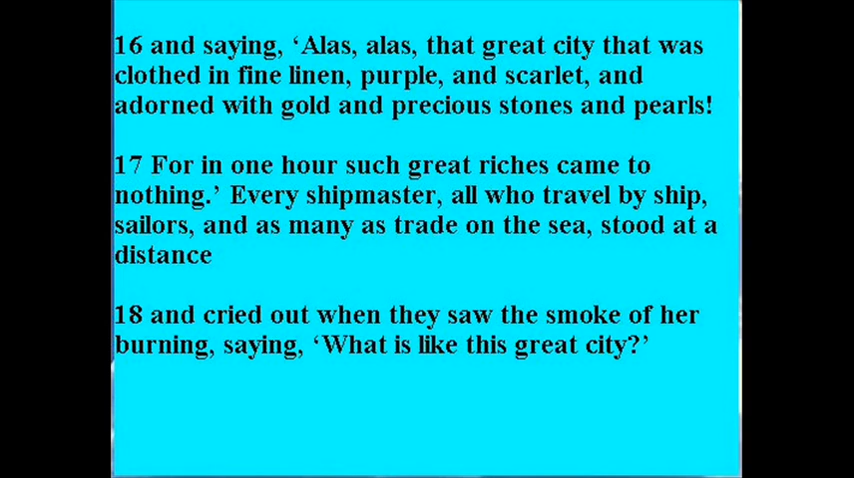 16 and saying, ‘Alas, alas, that great city that was
clothed in fine linen, purple, and scarlet, and
adorned with gold and precious stones and pearls!
17 For in one hour such great riches came to
nothing.’ Every shipmaster, all who travel by ship,
sailors, and as many as trade on the sea, stood at a
distance
18 and cried out when they saw the smoke of her
burning, saying, ‘What is like this great city?’